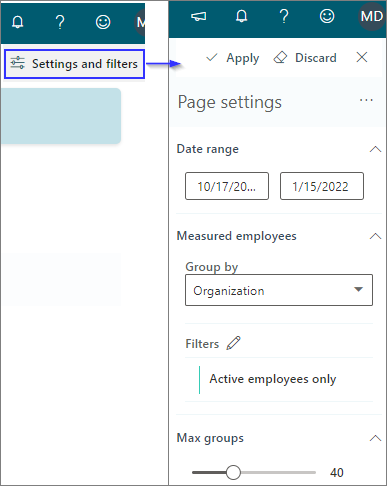 MD
Settings and filters
MD
Apply Discard
Page settings
Date range
10/17/20... 1/15/2022
Measured employees
Group by
Organization
Filters
Active employees only
Max groups
40